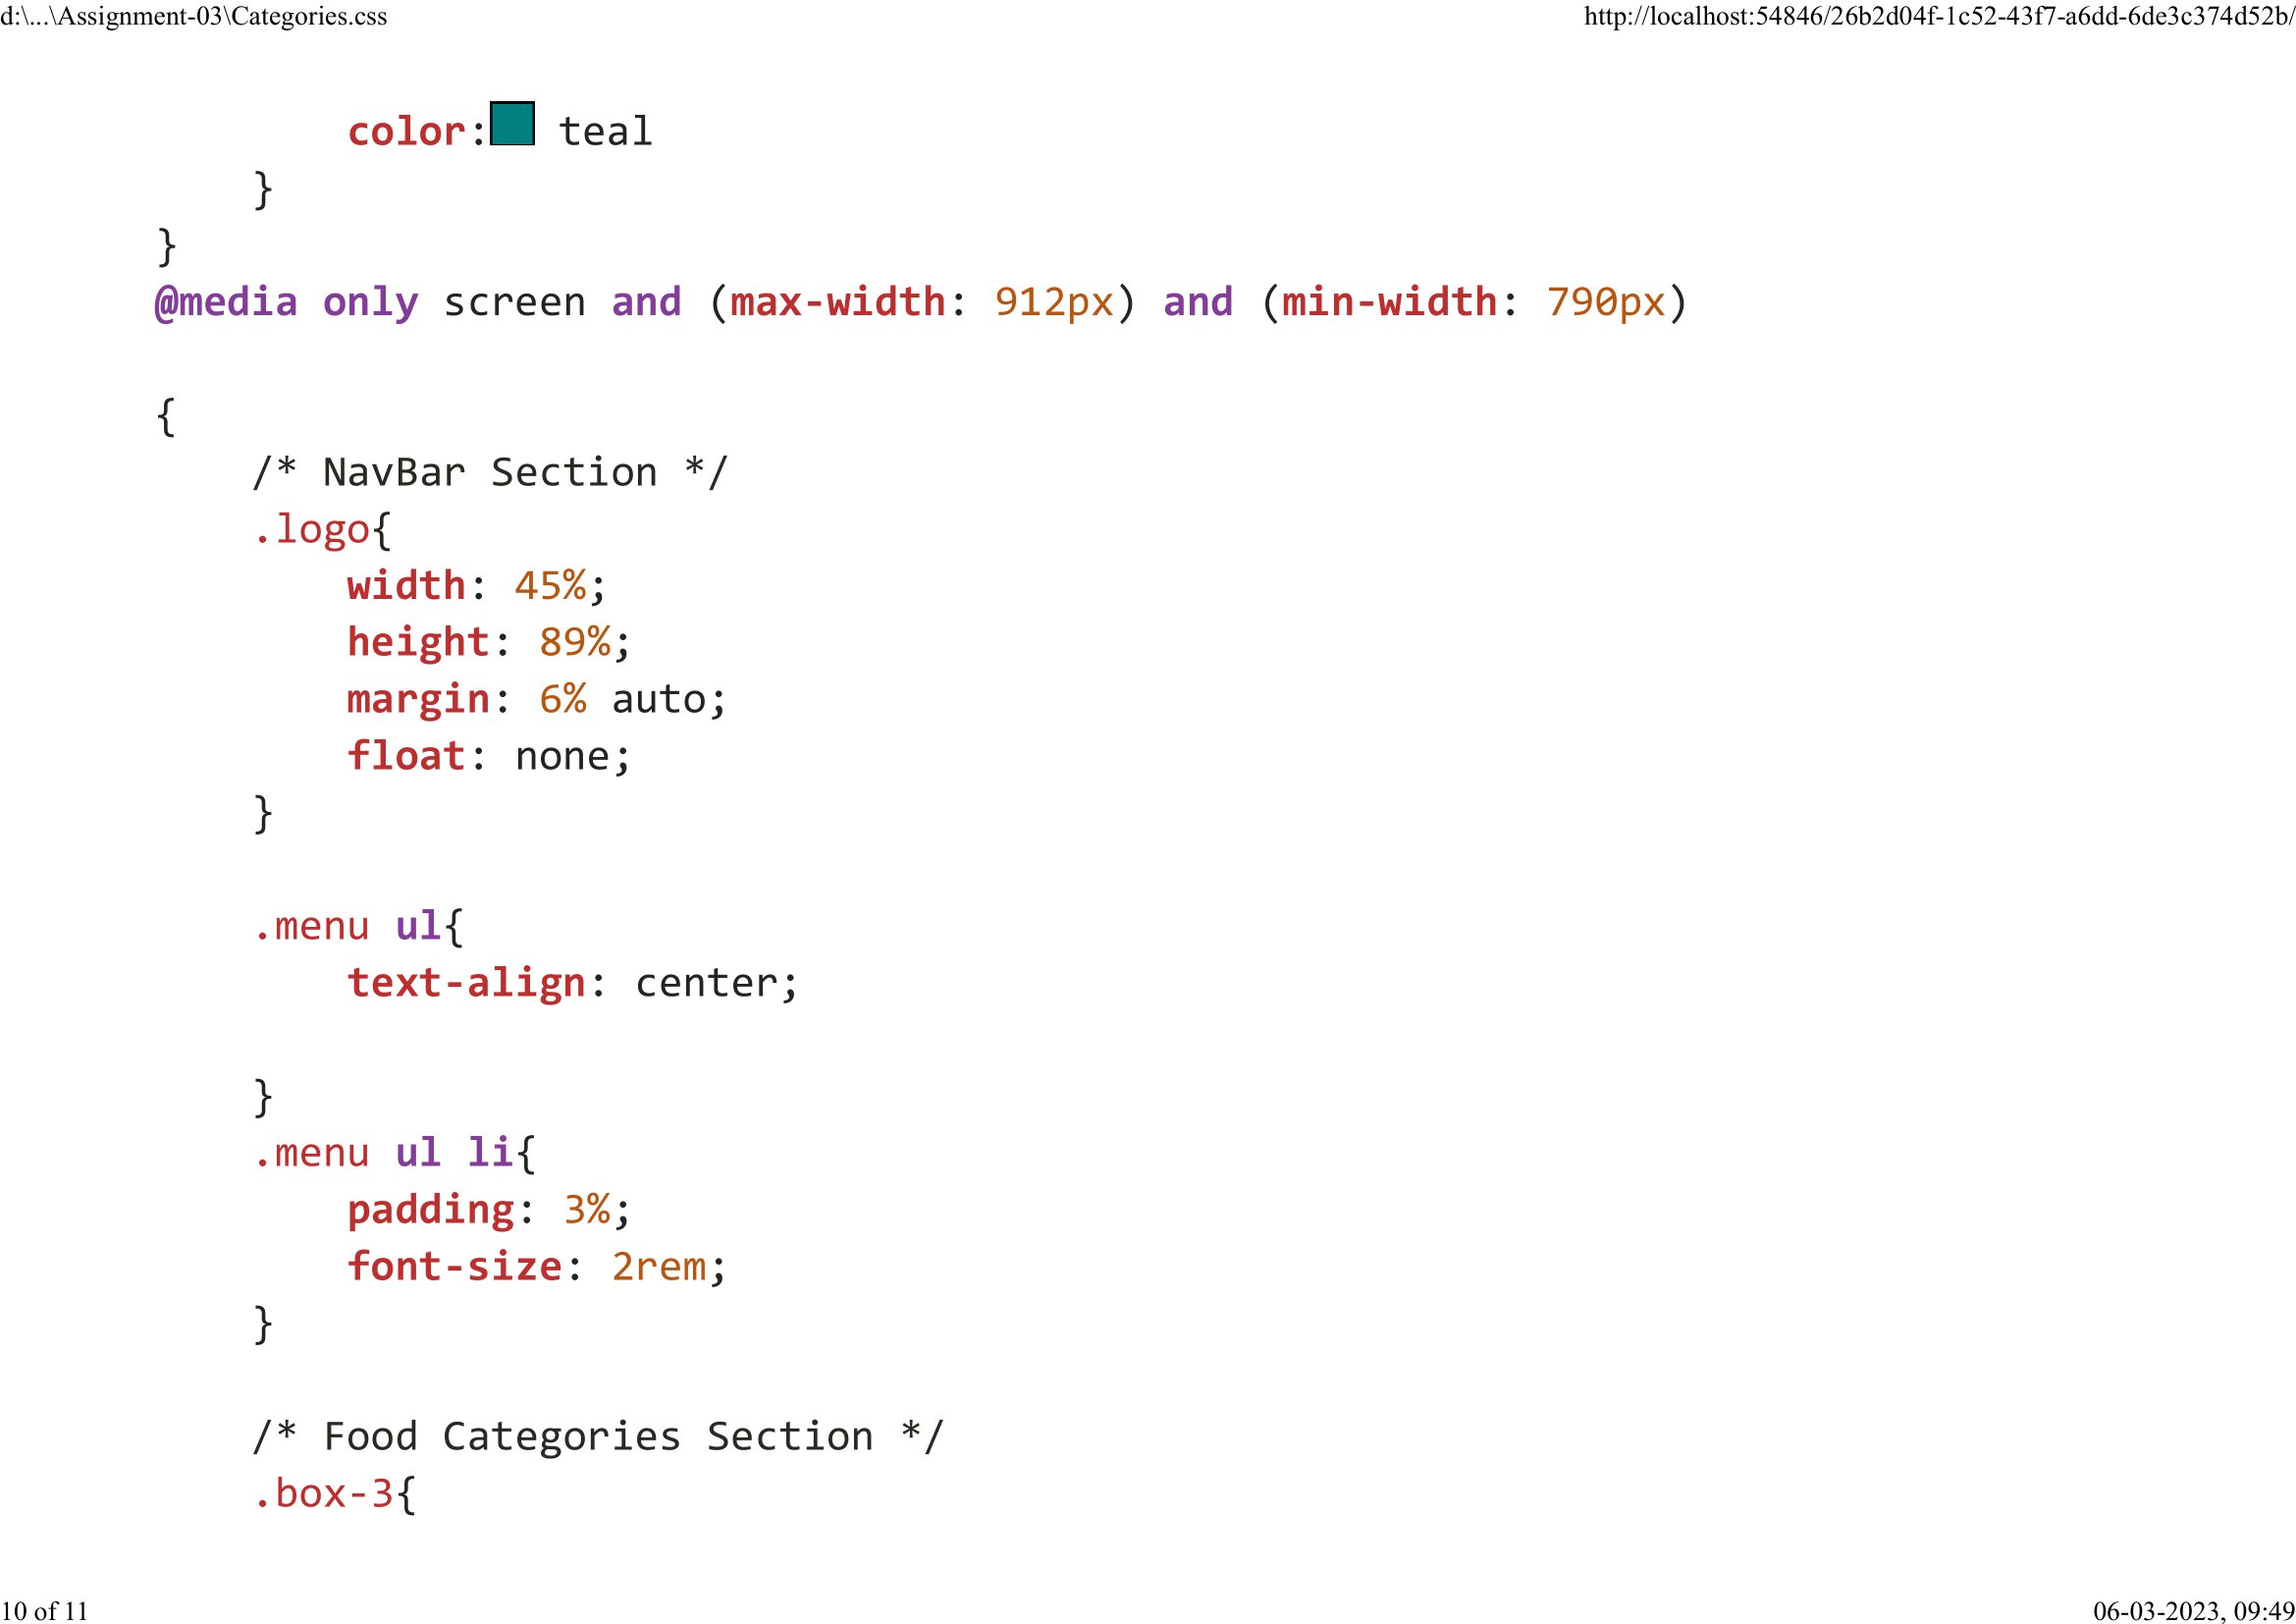 d:\...\Assignment-03\Categories.css
http://localhost:54846/26b2d04f-1c52-43f7-a6dd-6de3c374d52b/
color: teal
}
}
@media only screen and (max-width: 912px) and (min-width: 790px)
{
/* NavBar Section */
.logo{
width: 45%;
height: 89%;
margin: 6% auto;
float: none;
}
.menu ul{
text-align: center;
}
.menu ul li{
padding: 3%;
font-size: 2rem;
}
/* Food Categories Section */
.box-3{
10 of 11
06-03-2023, 09:49